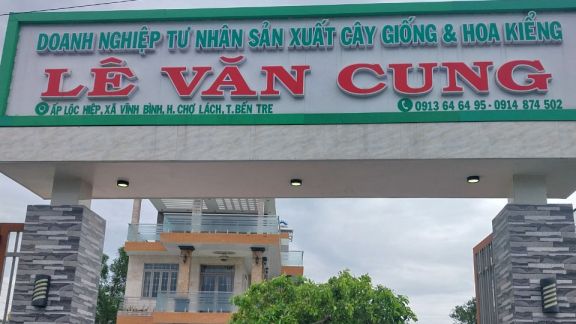 DOANH NGHIỆP TƯ NHÂN SẢN XUẤT CÂY GIỐNG & HOA KIỂNG
LÊ VĂN CUNG
ẤP LỘC HIỆP, XÃ VĨNH BÌNH, H. CHỢ LÁCH, T. BẾN TRE
0913 64 64 95 - 0914 874 502